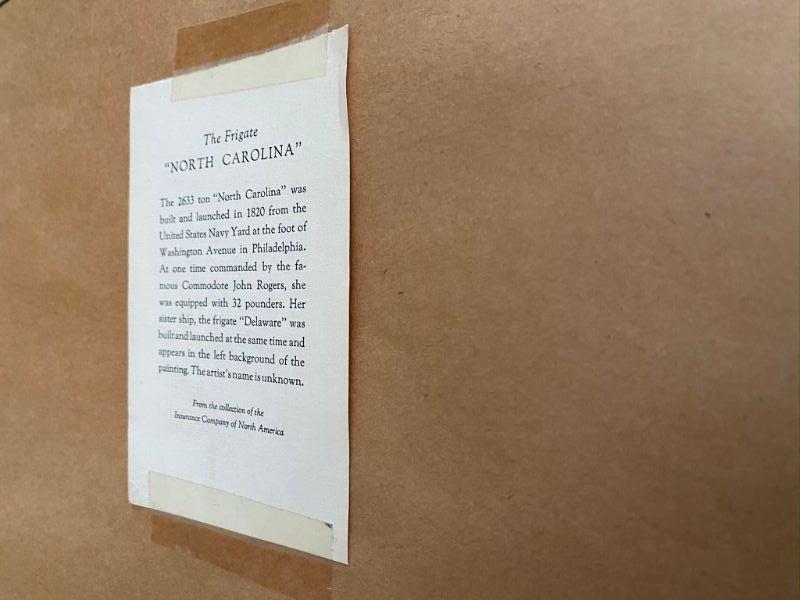 The Frigate
"NORTH CAROLINA"
The 2633 ton "North Carolina" was
built and launched in 1820 from the
United States Navy Yard at the foot of
Washington Avenue in Philadelphia.
At one time commanded by the fa-
mous Commodore John Rogers, she
was equipped with 32 pounders. Her
sister ship, the frigate "Delaware" was
built and launched at the same time and
appears in the left background of the
painting. The artist's name is unknown.
From the collection of the
Insurance Company of North America